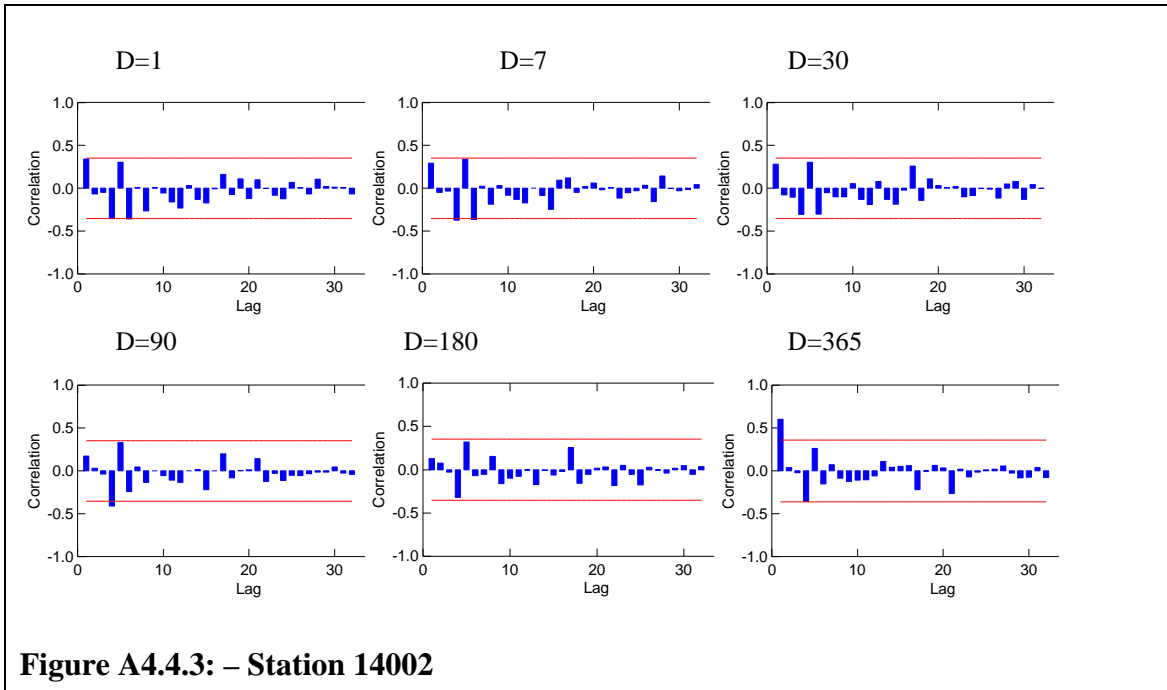 D=1 D=7 D=30
1.0 1.0 1.0
0.5 0.5 0.5
0.0 0.0 0.0
-0.5 -0.5 -0.5
-1.0 -1.0 -1.0
Correlation Correlation Correlation
0 10 20 30 0 10 20 30 0 10 20 30
Lag Lag Lag
D=90 D=180 D=365
1.0 1.0 1.0
0.5 0.5 0.5
0.0 0.0 0.0
-0.5 -0.5 -0.5
-1.0 -1.0 -1.0
Correlation Correlation Correlation
0 10 20 30 0 10 20 30 0 10 20 30
Lag Lag Lag
Figure A4.4.3: – Station 14002